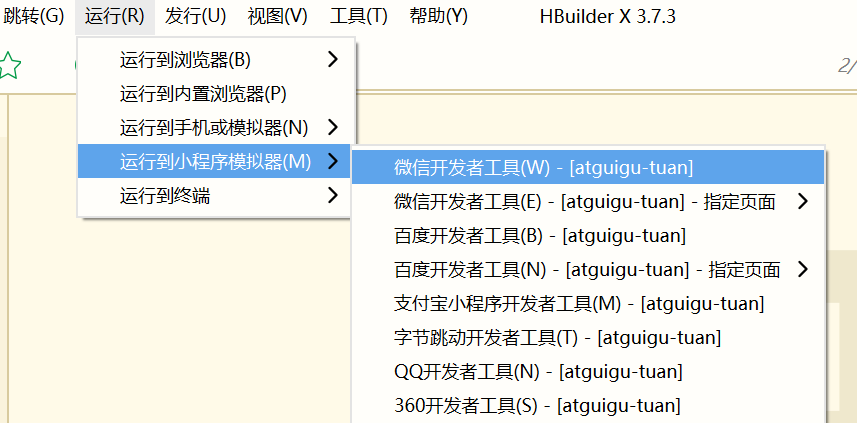 跳转(G) 运行(R) 发行(U) 视图(V) 工具(T) 帮助(Y) HBuilder X 3.7.3
2/
运行到浏览器(B)
运行到内置浏览器(P)
运行到手机或模拟器(N)
运行到小程序模拟器(M)
运行到终端
微信开发者工具(W) - [atguigu-tuan]
微信开发者工具(E) - [atguigu-tuan] - 指定页面
百度开发者工具(B) - [atguigu-tuan]
百度开发者工具(N) - [atguigu-tuan] - 指定页面
支付宝小程序开发者工具(M) - [atguigu-tuan]
字节跳动开发者工具(T) - [atguigu-tuan]
QQ开发者工具(N) - [atguigu-tuan]
360开发者工具(S) - [atguigu-tuan]